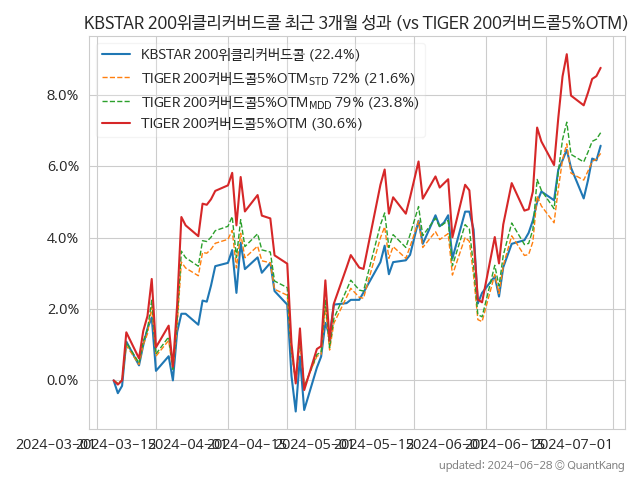 KBSTAR 200위클리커버드콜 최근 3개월 성과 (vs TIGER 200커버드콜5%OTM)
KBSTAR 200위클리커버드콜 (22.4%)
TIGER 200커버드콜5%OTM STD 72% (21.6%)
TIGER 200커버드콜5%OTM MDD 79% (23.8%)
TIGER 200커버드콜5%OTM (30.6%)
8.0%
6.0%
4.0%
2.0%
0.0%
2024-03-01 2024-03-15 2024-04-01 2024-04-15 2024-05-01 2024-05-15 2024-06-01 2024-06-15 2024-07-01
updated: 2024-06-28 © QuantKang